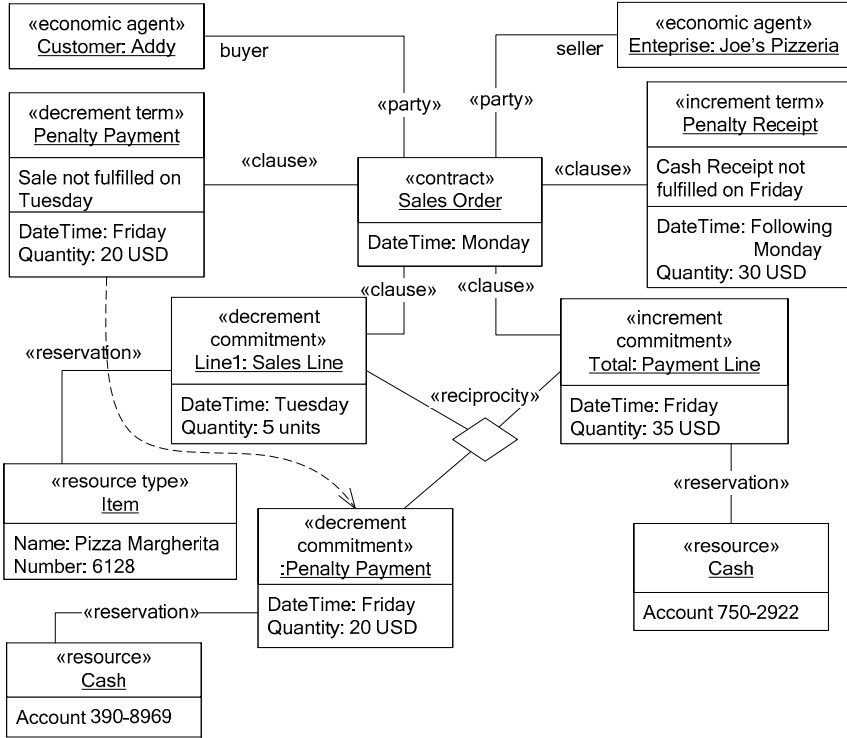 «economic agent»
Customer: Addy
buyer
«economic agent»
Enteprise: Joe's Pizzeria
seller
«party»
«party»
«decrement term»
Penalty Payment
Sale not fulfilled on
Tuesday
DateTime: Friday
Quantity: 20 USD
«clause»
«contract»
Sales Order
DateTime: Monday
«clause»
«increment term»
Penalty Receipt
Cash Receipt not
fulfilled on Friday
DateTime: Following
Monday
Quantity: 30 USD
«clause»
«clause»
«reservation»
«decrement
commitment»
Line1: Sales Line
DateTime: Tuesday
Quantity: 5 units
«reciprocity»
«increment
commitment»
Total: Payment Line
DateTime: Friday
Quantity: 35 USD
«resource type»
Item
Name: Pizza Margherita
Number: 6128
«decrement
commitment»
:Penalty Payment
DateTime: Friday
Quantity: 20 USD
«reservation»
«resource»
Cash
Account 750-2922
«reservation»
«resource»
Cash
Account 390-8969